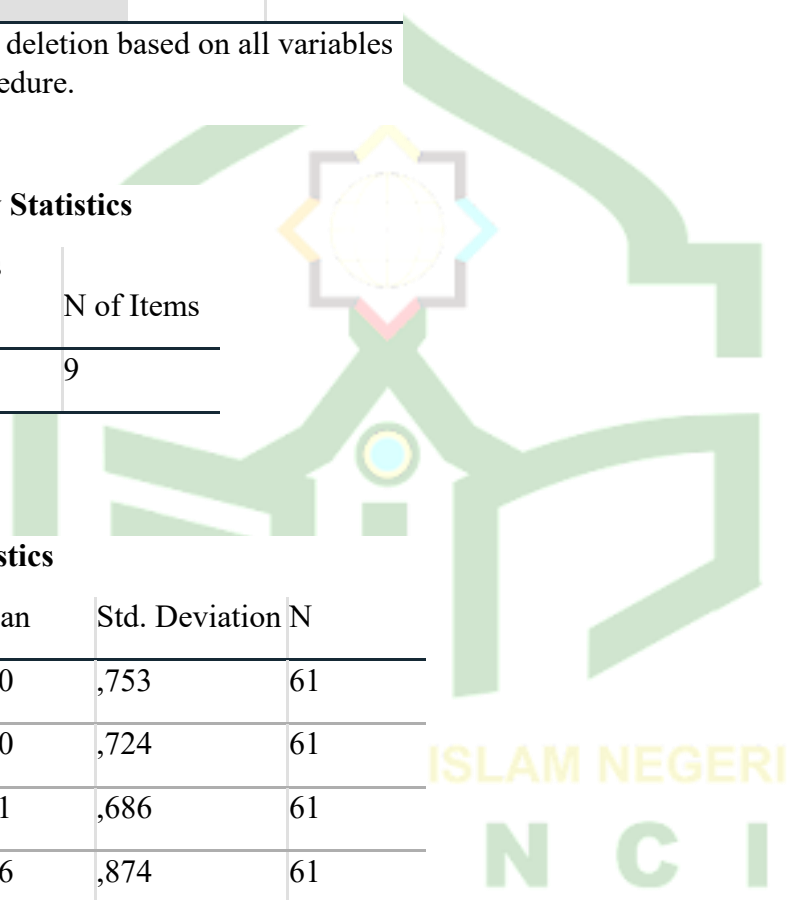 deletion based on all variables
edure.
Statistics
N of Items
9
stics
an Std. Deviation N
0 ,753 61
0 ,724 61
1 ,686 61
6 ,874 61
ISLAM NEGERI
N C I